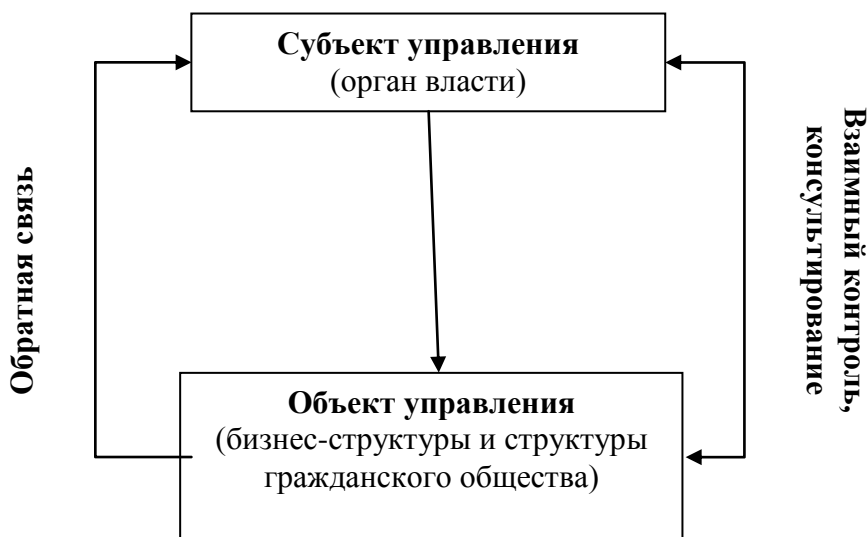 Субъект управления
(орган власти)
Обратная связь
Взаимный контроль,
консультирование
Объект управления
(бизнес-структуры и структуры
гражданского общества)